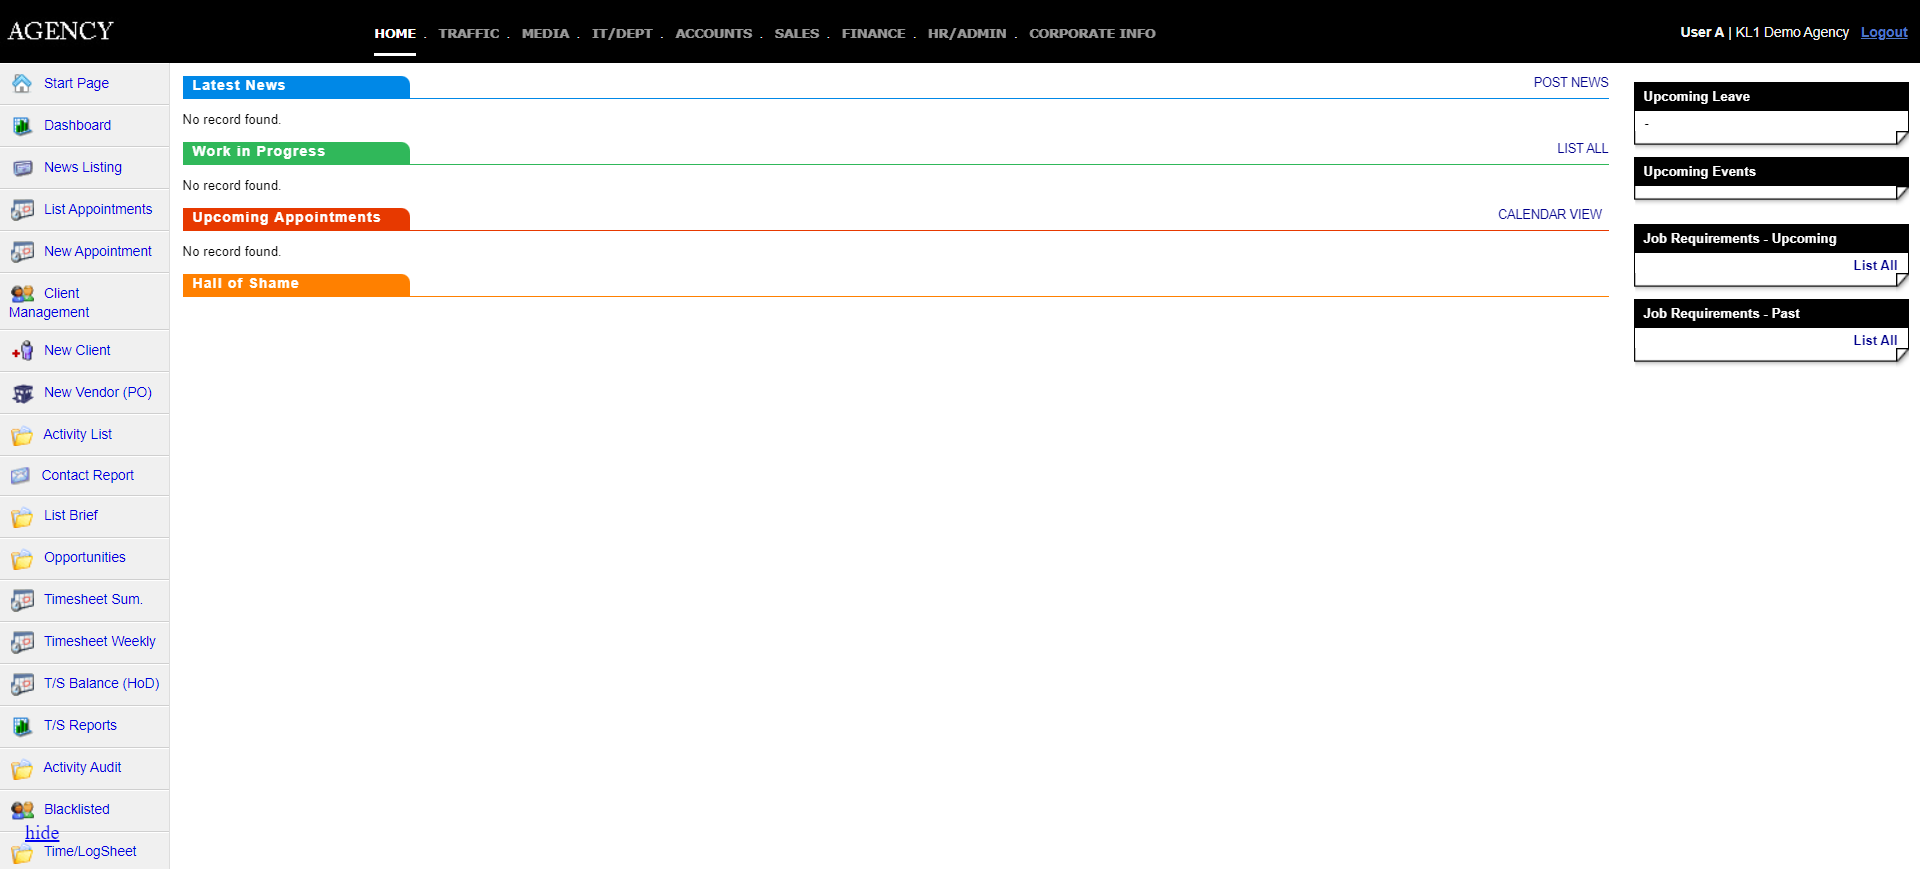 AGENCY
HOME . TRAFFIC . MEDIA . IT/DEPT . ACCOUNTS . SALES . FINANCE . HR/ADMIN . CORPORATE INFO
User A | KL1 Demo Agency Logout
Start Page
Dashboard
News Listing
List Appointments
New Appointment
Client
Management
New Client
New Vendor (PO)
Activity List
Contact Report
List Brief
Opportunities
Timesheet Sum.
Timesheet Weekly
T/S Balance (HoD)
T/S Reports
Activity Audit
Blacklisted
hide
Time/LogSheet
Latest News
POST NEWS
No record found.
Work in Progress
LIST ALL
No record found.
Upcoming Appointments
CALENDAR VIEW
No record found.
Hall of Shame
Upcoming Leave
-
Upcoming Events
Job Requirements - Upcoming
List All
Job Requirements - Past
List All